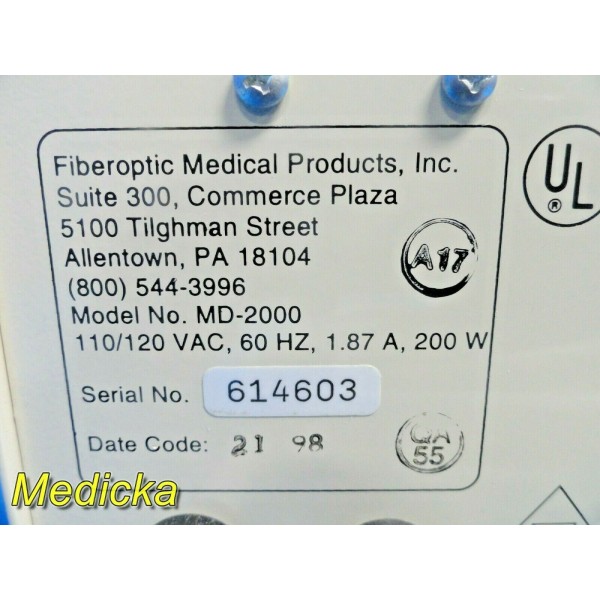 Fiberoptic Medical Products, Inc.
Suite 300, Commerce Plaza
5100 Tilghman Street
Allentown, PA 18104
A17
(800) 544-3996
Model No. MD-2000
110/120 VAC, 60 HZ, 1.87 A, 200 W
Serial No. 614603
Date Code: 21 98
QA
55
UL
®
Medicka